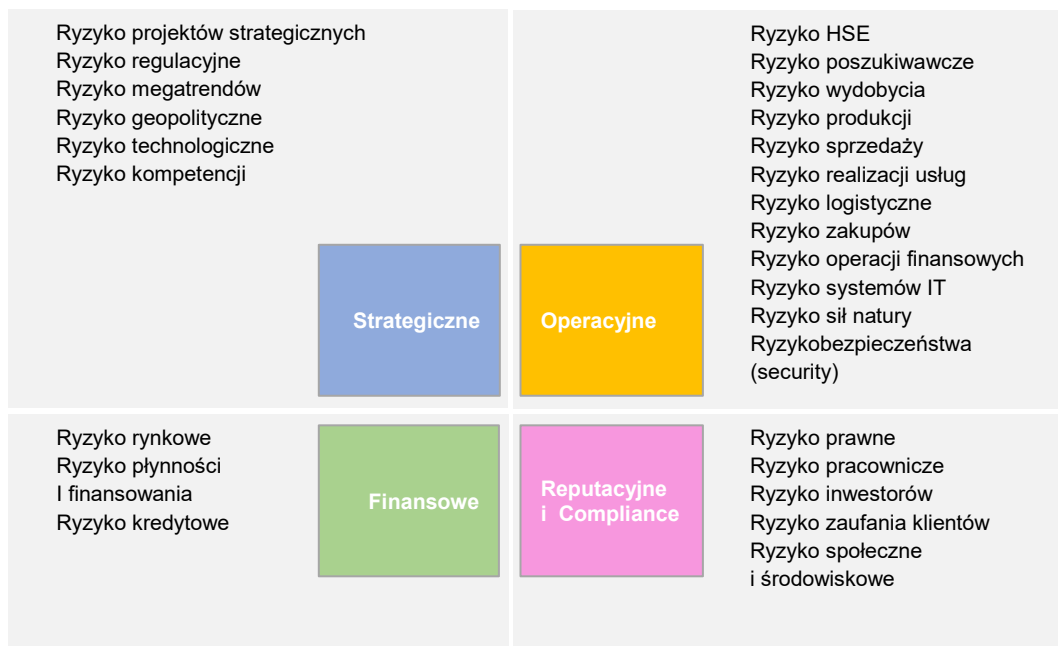 Ryzyko projektów strategicznych
Ryzyko regulacyjne
Ryzyko megatrendów
Ryzyko geopolityczne
Ryzyko technologiczne
Ryzyko kompetencji
Strategiczne
Ryzyko HSE
Ryzyko poszukiwawcze
Ryzyko wydobycia
Ryzyko produkcji
Ryzyko sprzedaży
Ryzyko realizacji usług
Ryzyko logistyczne
Ryzyko zakupów
Ryzyko operacji finansowych
Ryzyko systemów IT
Ryzyko sił natury
Ryzykobezpieczeństwa
(security)
Operacyjne
Ryzyko rynkowe
Ryzyko płynności
I finansowania
Ryzyko kredytowe
Finansowe
Reputacyjne
i Compliance
Ryzyko prawne
Ryzyko pracownicze
Ryzyko inwestorów
Ryzyko zaufania klientów
Ryzyko społeczne
i środowiskowe